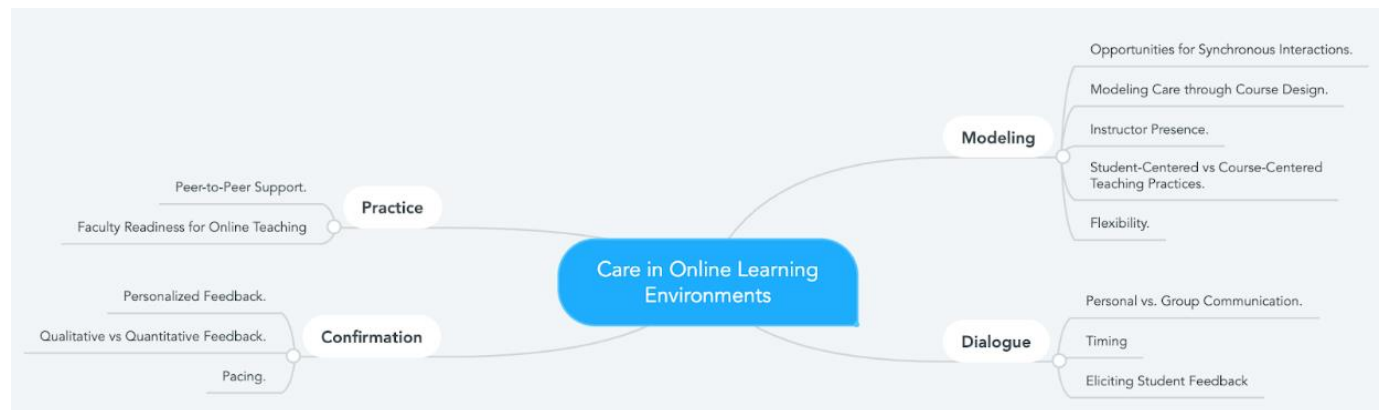 Care in Online Learning
Environments
Modeling
Opportunities for Synchronous Interactions.
Modeling Care through Course Design.
Instructor Presence.
Student-Centered vs Course-Centered
Teaching Practices.
Flexibility.
Dialogue
Personal vs. Group Communication.
Timing
Eliciting Student Feedback
Practice
Peer-to-Peer Support.
Faculty Readiness for Online Teaching
Confirmation
Personalized Feedback.
Qualitative vs Quantitative Feedback.
Pacing.